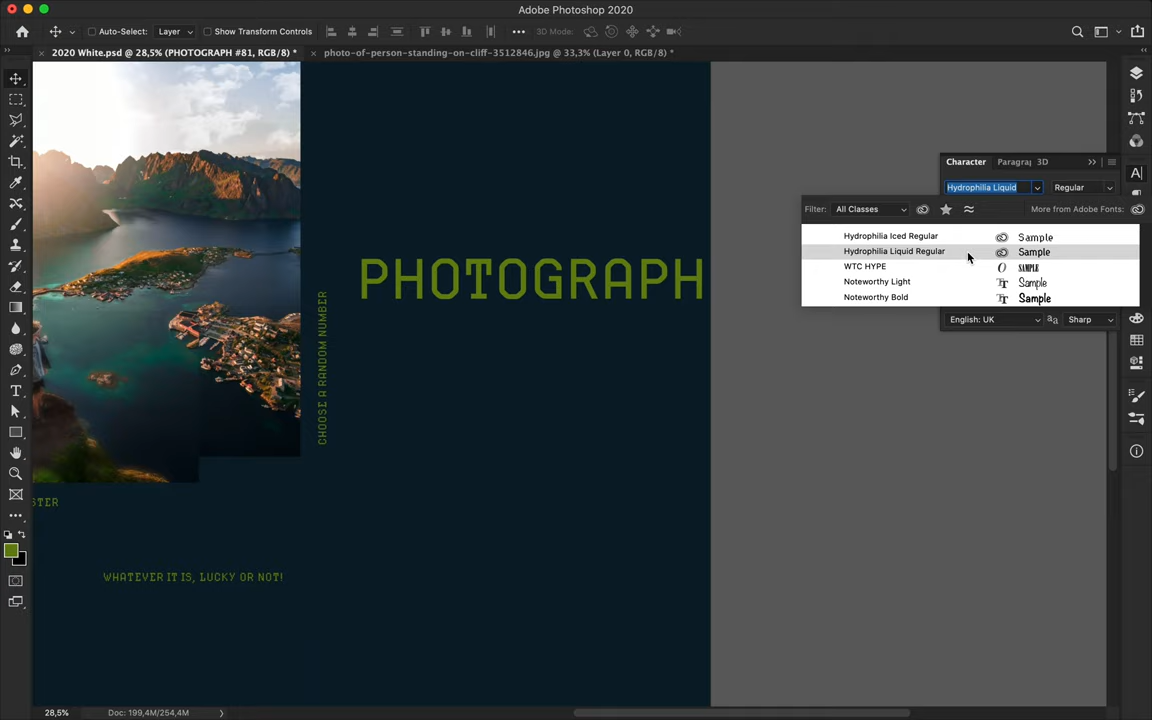 Adobe Photoshop 2020
Auto-Select: Layer Show Transform Controls 3D Mode:
2020 White.psd @ 28,5% (PHOTOGRAPH #81, RGB/8) *
photo-of-person-standing-on-cliff-3512846.jpg @ 33,3% (Layer 0, RGB/8) *
Character Paragra 3D
Hydrophilia Liquid Regular
Filter: All Classes More from Adobe Fonts:
Hydrophilia Iced Regular Sample
Hydrophilia Liquid Regular Sample
WTC HYPE SAMPLE
Noteworthy Light Sample
Noteworthy Bold Sample
English: UK Sharp
PHOTOGRAPH
CHOOSE A RANDOM NUMBER
STER
WHATEVER IT IS, LUCKY OR NOT!
28,5% Doc: 199,4M/254,4M